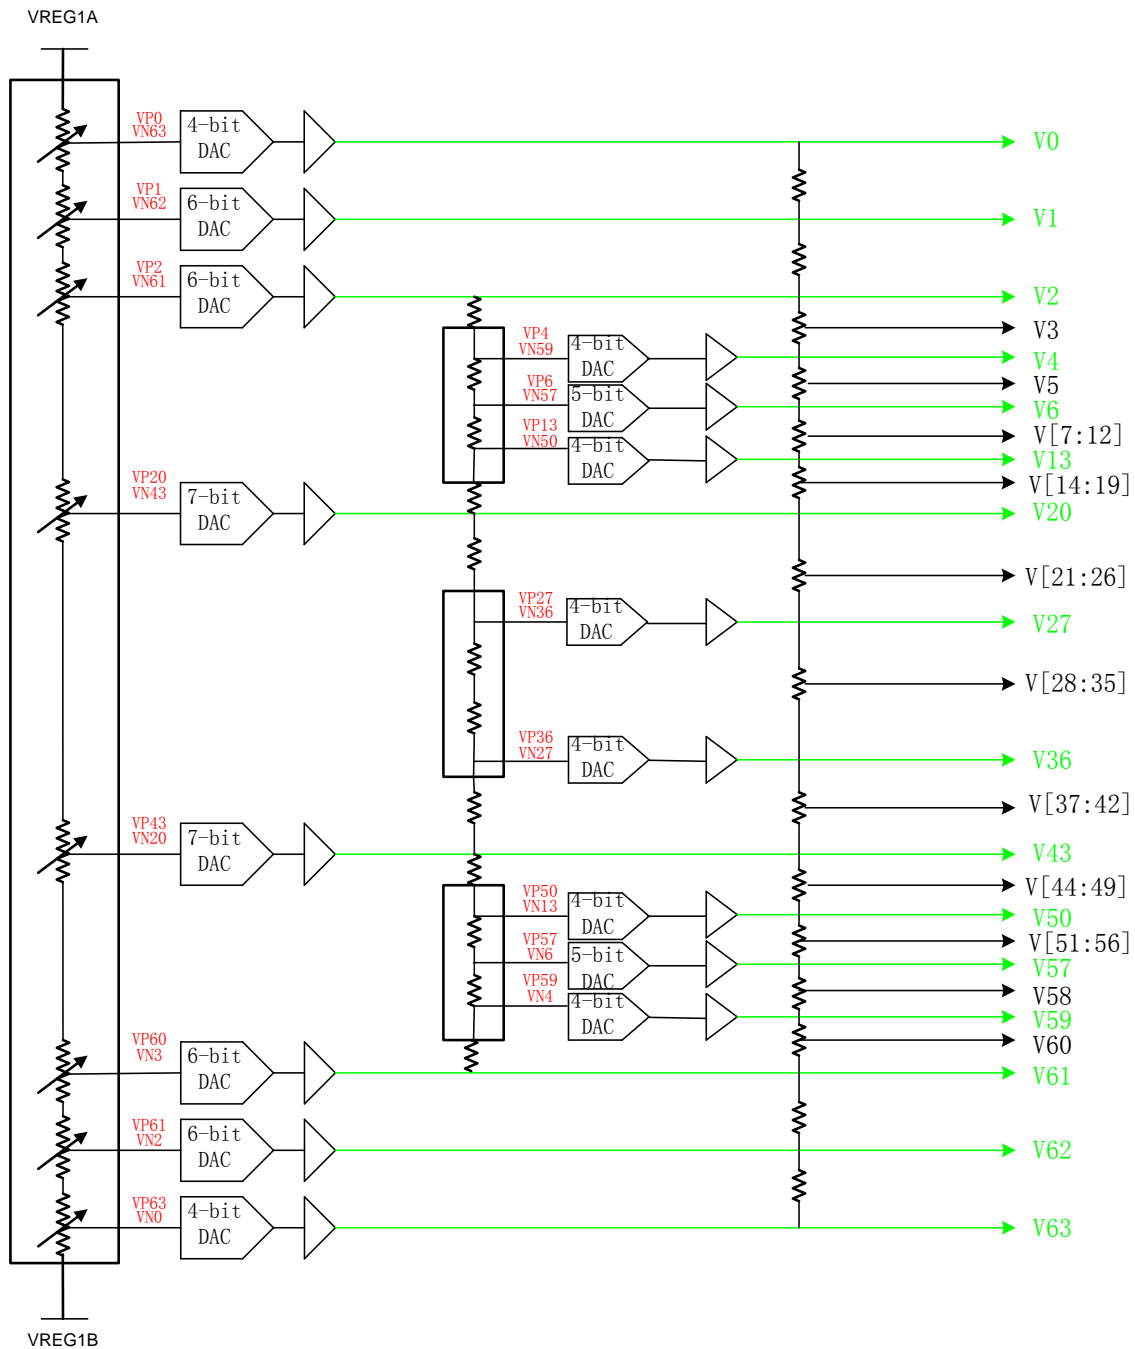 VREG1A
VP0
VN63
4-bit
DAC
V0
VP1
VN62
6-bit
DAC
V1
VP2
VN61
6-bit
DAC
V2
V3
VP4
VN59
4-bit
DAC
V4
V5
VP6
VN57
5-bit
DAC
V6
V[7:12]
VP13
VN50
4-bit
DAC
V13
V[14:19]
VP20
VN43
7-bit
DAC
V20
V[21:26]
VP27
VN36
4-bit
DAC
V27
V[28:35]
VP36
VN27
4-bit
DAC
V36
V[37:42]
VP43
VN20
7-bit
DAC
V43
V[44:49]
VP50
VN13
4-bit
DAC
V50
V[51:56]
VP57
VN6
5-bit
DAC
V57
V58
VP59
VN4
4-bit
DAC
V59
V60
VP60
VN3
6-bit
DAC
V61
VP61
VN2
6-bit
DAC
V62
VP63
VN0
4-bit
DAC
V63
VREG1B